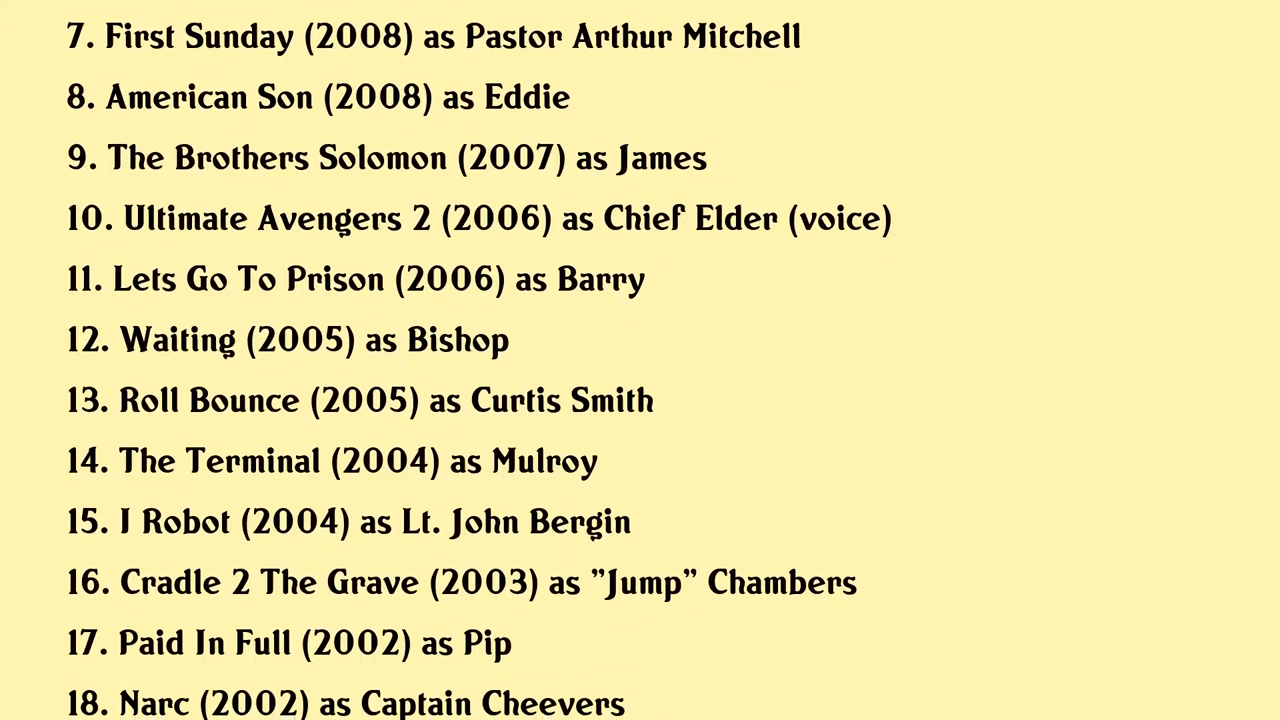 7. First Sunday (2008) as Pastor Arthur Mitchell
8. American Son (2008) as Eddie
9. The Brothers Solomon (2007) as James
10. Ultimate Avengers 2 (2006) as Chief Elder (voice)
11. Lets Go To Prison (2006) as Barry
12. Waiting (2005) as Bishop
13. Roll Bounce (2005) as Curtis Smith
14. The Terminal (2004) as Mulroy
15. I Robot (2004) as Lt. John Bergin
16. Cradle 2 The Grave (2003) as ”Jump” Chambers
17. Paid In Full (2002) as Pip
18. Narc (2002) as Captain Cheevers